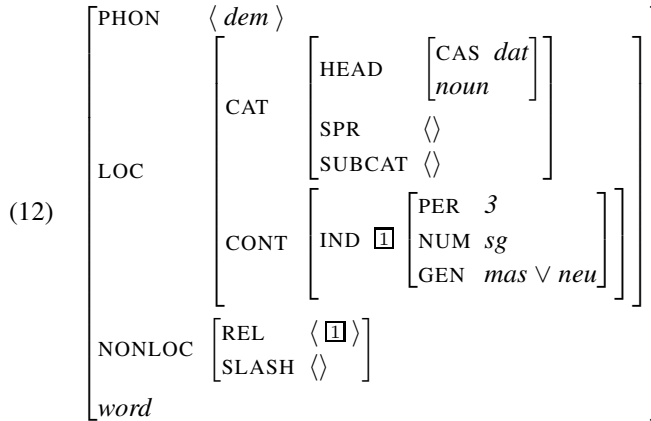 PHON ⟨ dem ⟩
HEAD [CAS dat
noun]
CAT
SPR ⟨⟩
SUBCAT ⟨⟩
LOC
(12)
PER 3
CONT [IND 1 NUM sg
GEN mas ∨ neu]
NONLOC [REL ⟨ 1 ⟩
SLASH ⟨⟩]
word